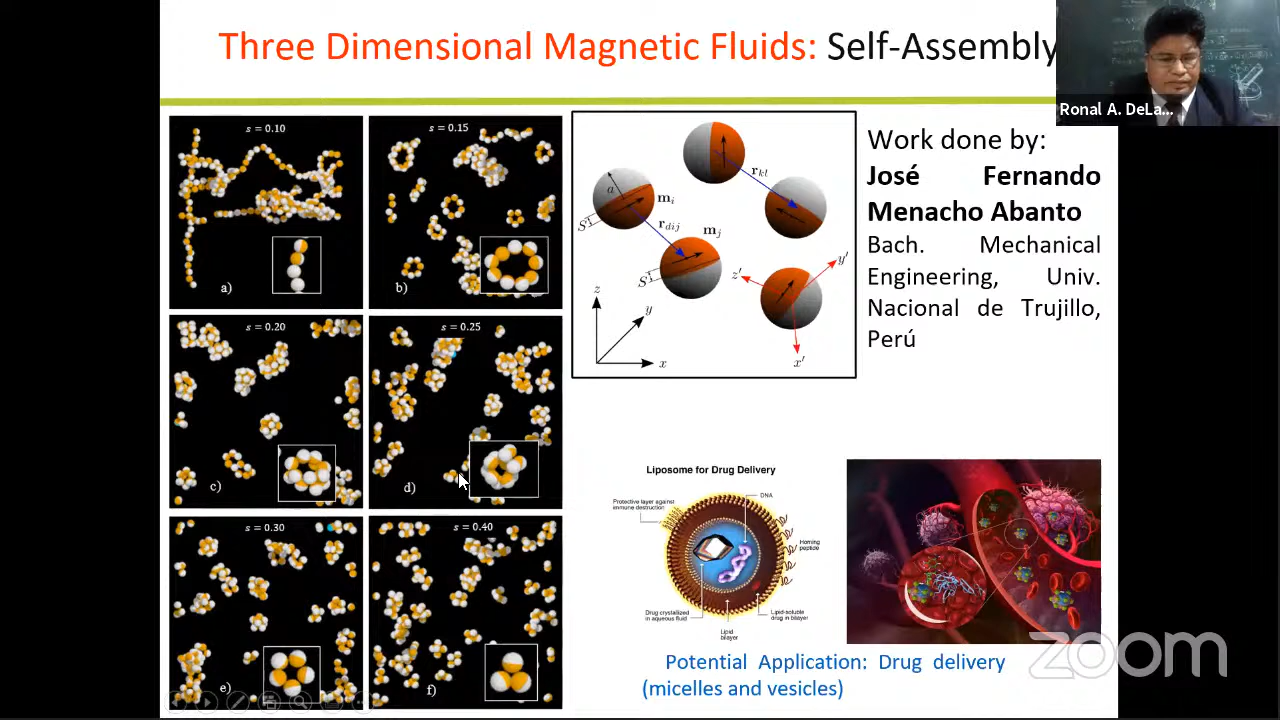 Three Dimensional Magnetic Fluids: Self-Assembly
Ronal A. DeLa...
s = 0.10
a)
s = 0.15
b)
s = 0.20
c)
s = 0.25
d)
s = 0.30
e)
s = 0.40
f)
r_kl
a
m_i
S
r_dij
m_j
S
z
y
x
z'
y'
x'
Work done by:
José Fernando
Menacho Abanto
Bach. Mechanical
Engineering, Univ.
Nacional de Trujillo,
Perú
Liposome for Drug Delivery
Protective layer against
immune destruction
DNA
Homing
peptide
Drug crystallized
in aqueous fluid
Lipid
bilayer
Lipid-soluble
drug in bilayer
Potential Application: Drug delivery
(micelles and vesicles)
zoom